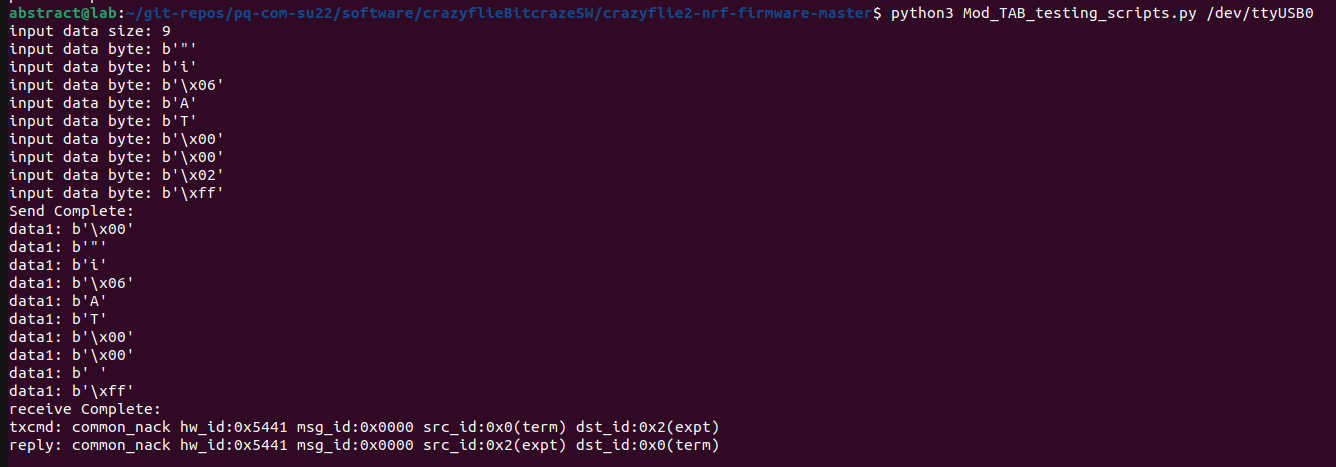 abstract@lab:~/git-repos/pq-com-su22/software/crazyflieBitcrazeSW/crazyflie2-nrf-firmware-master$ python3 Mod_TAB_testing_scripts.py /dev/ttyUSB0
input data size: 9
input data byte: b'"'
input data byte: b'i'
input data byte: b'\x06'
input data byte: b'A'
input data byte: b'T'
input data byte: b'\x00'
input data byte: b'\x00'
input data byte: b'\x02'
input data byte: b'\xff'
Send Complete:
data1: b'\x00'
data1: b'"'
data1: b'i'
data1: b'\x06'
data1: b'A'
data1: b'T'
data1: b'\x00'
data1: b'\x00'
data1: b' '
data1: b'\xff'
receive Complete:
txcmd: common_nack hw_id:0x5441 msg_id:0x0000 src_id:0x0(term) dst_id:0x2(expt)
reply: common_nack hw_id:0x5441 msg_id:0x0000 src_id:0x2(expt) dst_id:0x0(term)